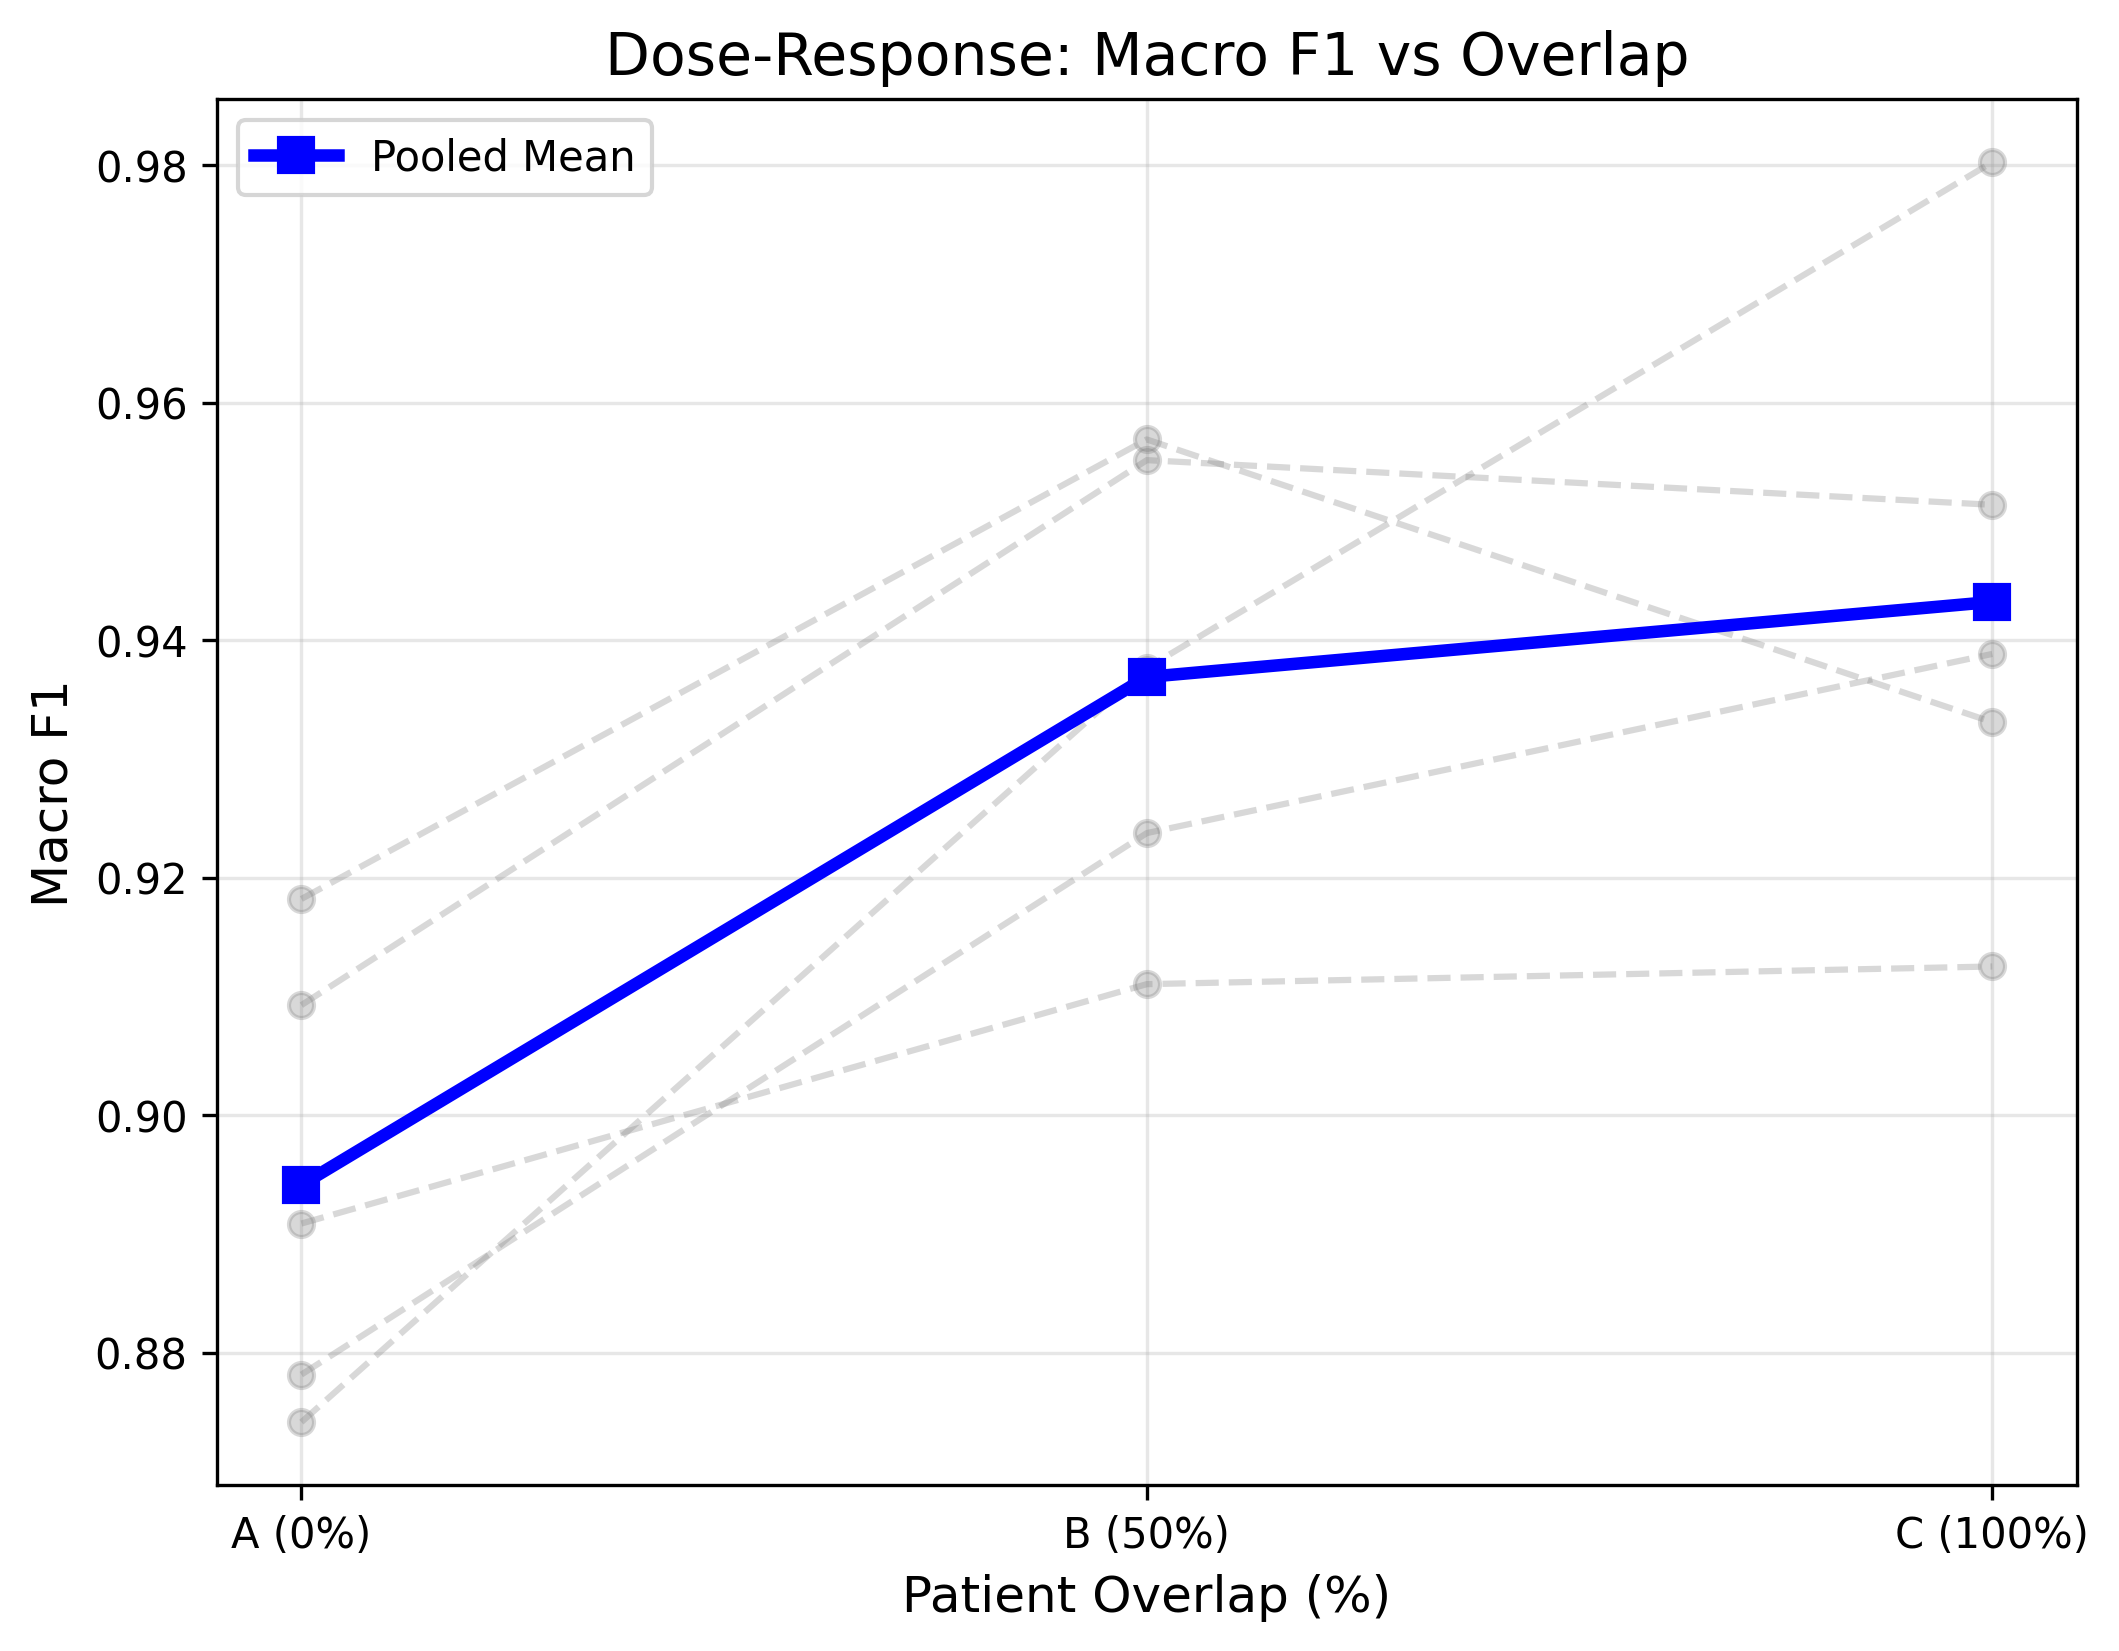 Dose-Response: Macro F1 vs Overlap
Pooled Mean
0.98
0.96
0.94
0.92
0.90
0.88
Macro F1
A (0%)
B (50%)
C (100%)
Patient Overlap (%)